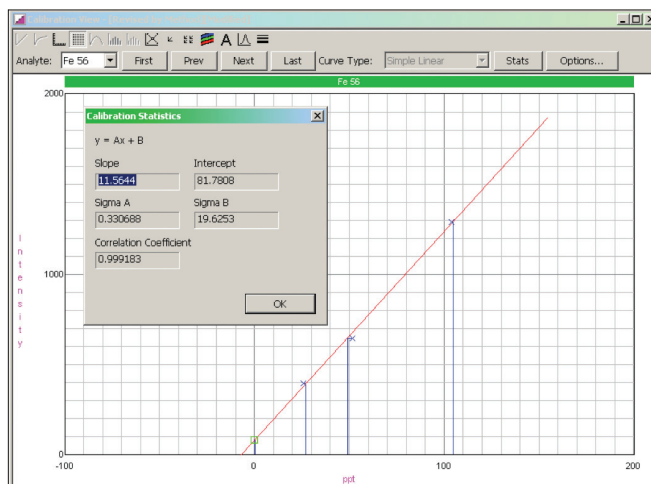 Calibration View
Analyte: Fe 56 First Prev Next Last Curve Type: Simple Linear Stats Options...
Fe 56
2000
Calibration Statistics
y = Ax + B
Slope Intercept
11.5644 81.7808
Sigma A Sigma B
0.330688 19.6253
Correlation Coefficient
0.999183
OK
Intensity
1000
0
-100 0 100 200
ppt